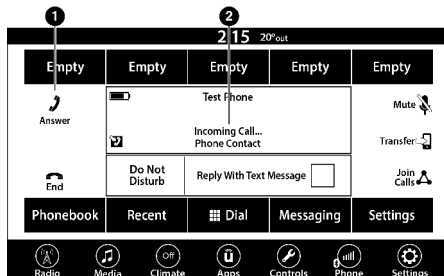 1 2
2 15 20°out
Empty Empty Empty Empty Empty
Test Phone
Answer
Mute
Incoming Call...
Phone Contact
Transfer
End
Do Not Disturb
Reply With Text Message
Join Calls
Phonebook Recent Dial Messaging Settings
Off
Radio Media Climate Apps Controls Phone Settings